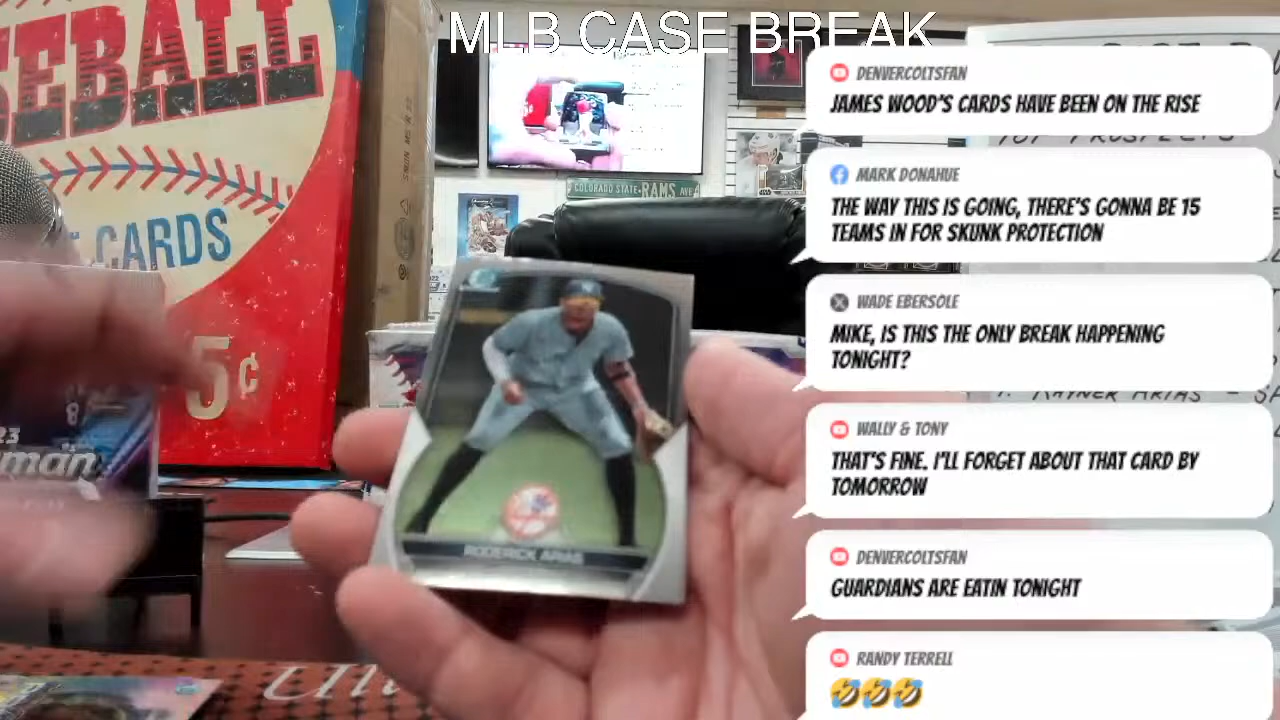 MLB CASE BREAK
SEBALL
CARDS
5¢
COLORADO STATE RAMS AVE
RODERICK ARIAS
DENVERCOLTSFAN
JAMES WOOD'S CARDS HAVE BEEN ON THE RISE
MARK DONAHUE
THE WAY THIS IS GOING, THERE'S GONNA BE 15
TEAMS IN FOR SKUNK PROTECTION
WADE EBERSOLE
MIKE, IS THIS THE ONLY BREAK HAPPENING
TONIGHT?
RAYNER ARIAS
WALLY & TONY
THAT'S FINE. I'LL FORGET ABOUT THAT CARD BY
TOMORROW
DENVERCOLTSFAN
GUARDIANS ARE EATIN TONIGHT
RANDY TERRELL
🤣🤣🤣